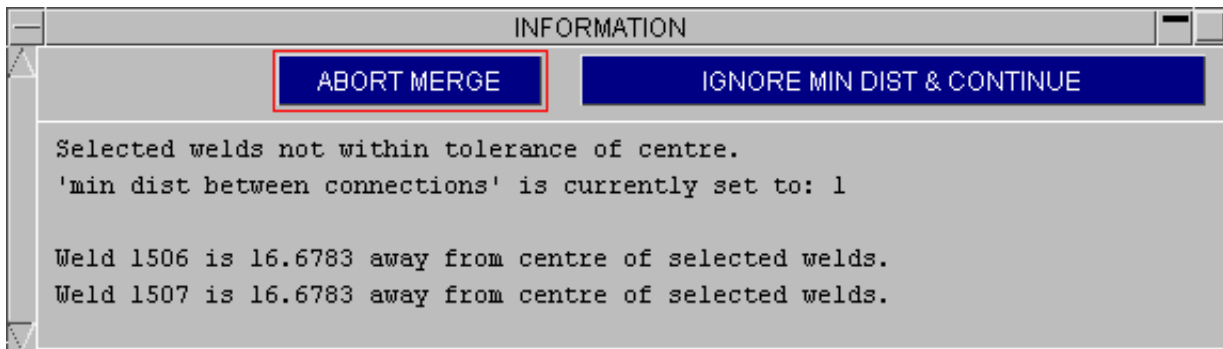 INFORMATION
ABORT MERGE
IGNORE MIN DIST & CONTINUE
Selected welds not within tolerance of centre.
'min dist between connections' is currently set to: 1
Weld 1506 is 16.6783 away from centre of selected welds.
Weld 1507 is 16.6783 away from centre of selected welds.